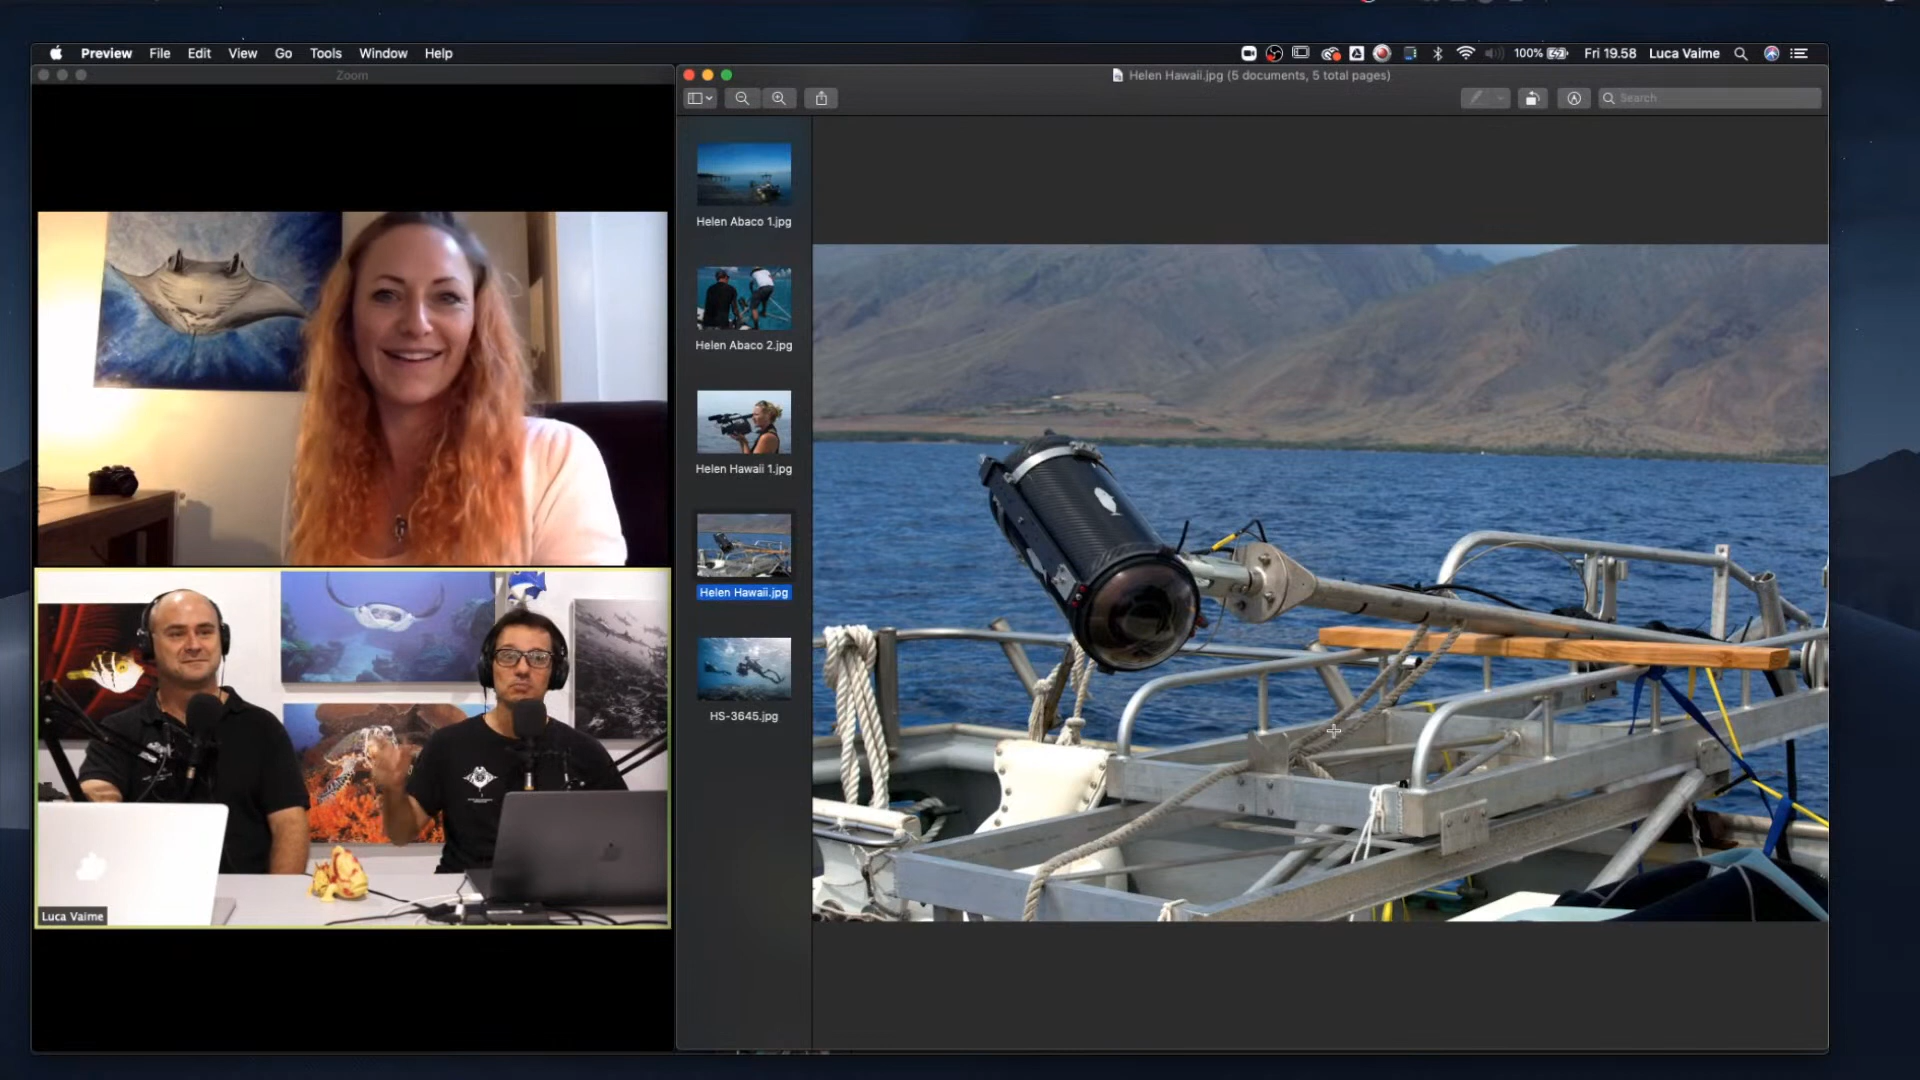 Preview File Edit View Go Tools Window Help
100% Fri 19.58 Luca Vaime
Zoom
Helen Hawaii.jpg (5 documents, 5 total pages)
Search
Helen Abaco 1.jpg
Helen Abaco 2.jpg
Helen Hawaii 1.jpg
Helen Hawaii.jpg
HS-3645.jpg
Luca Vaime